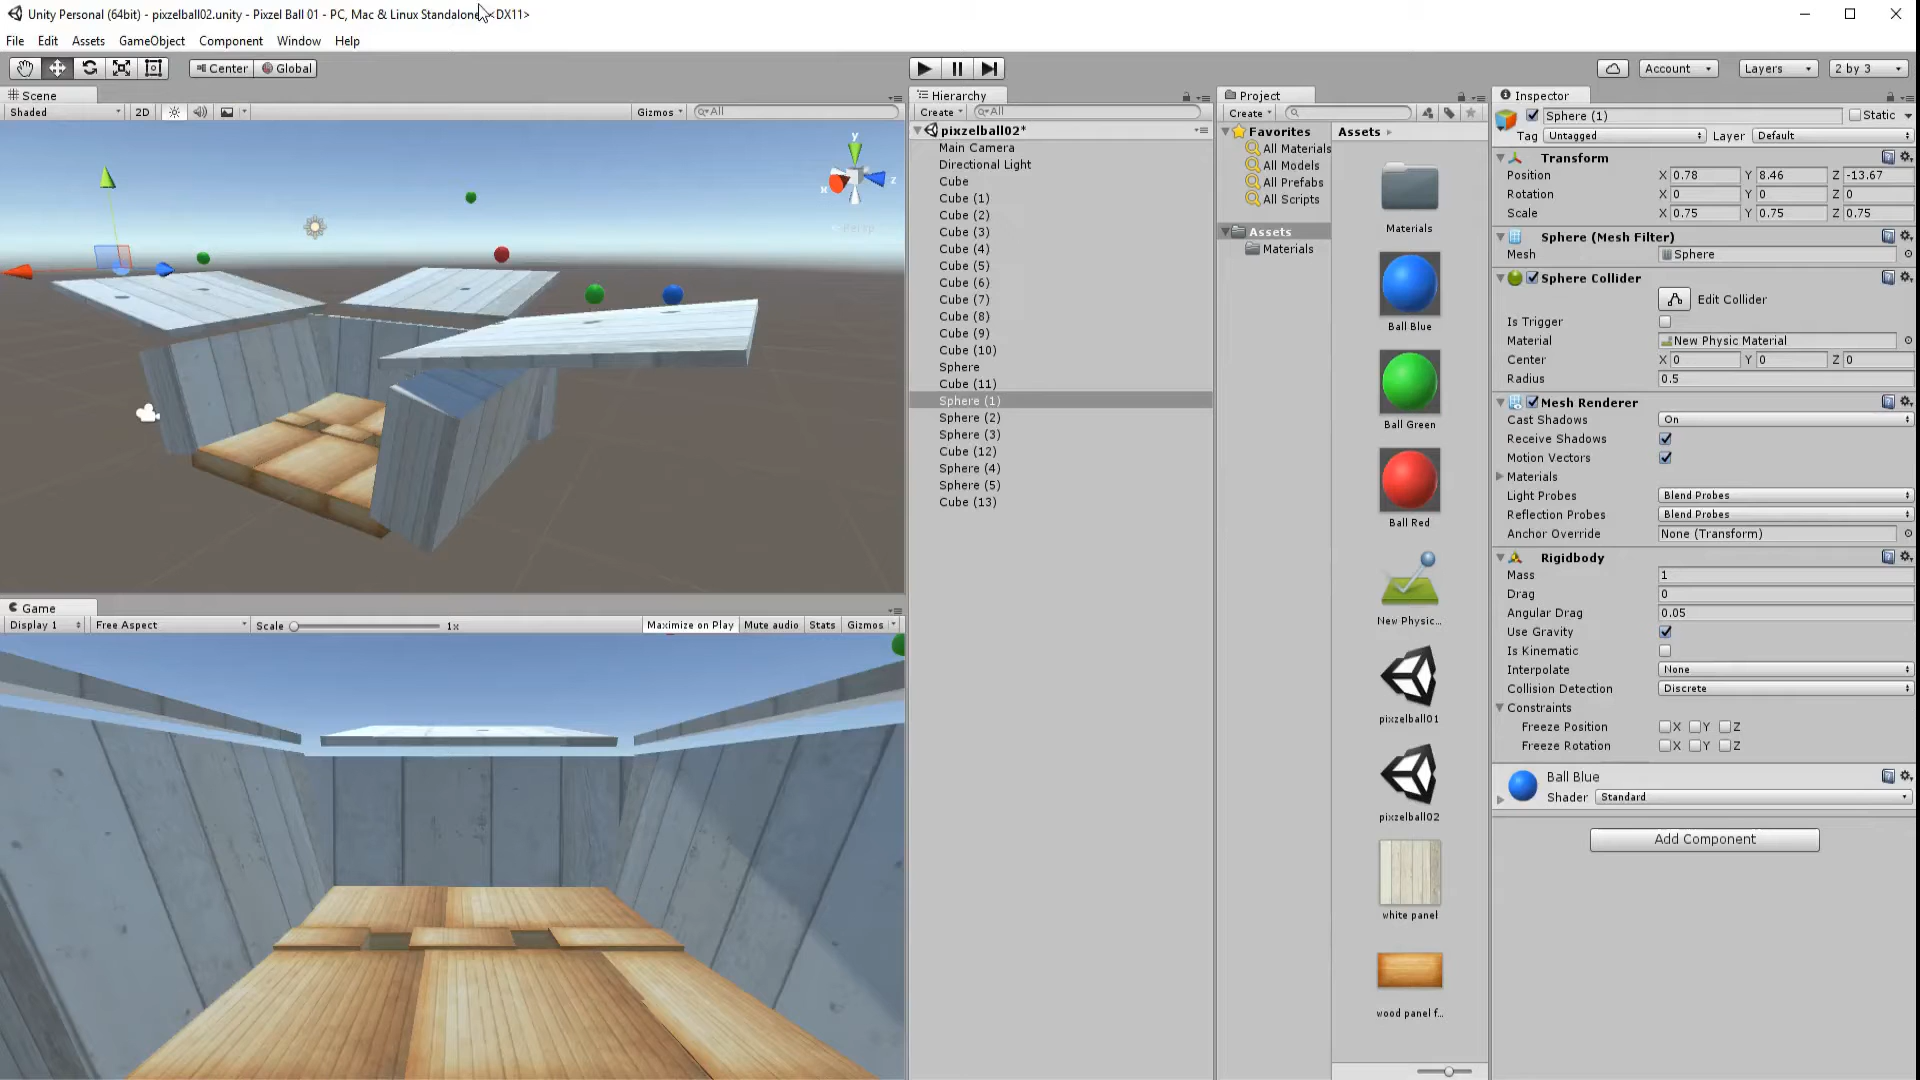 Unity Personal (64bit) - pixzelball02.unity - Pixzel Ball 01 - PC, Mac & Linux Standalone <DX11>
File Edit Assets GameObject Component Window Help
Center Global
Account Layers 2 by 3
Scene
Shaded 2D Gizmos All
y
x
z
Persp
Game
Display 1 Free Aspect Scale 1x Maximize on Play Mute audio Stats Gizmos
Hierarchy
Create All
pixzelball02*
Main Camera
Directional Light
Cube
Cube (1)
Cube (2)
Cube (3)
Cube (4)
Cube (5)
Cube (6)
Cube (7)
Cube (8)
Cube (9)
Cube (10)
Sphere
Cube (11)
Sphere (1)
Sphere (2)
Sphere (3)
Cube (12)
Sphere (4)
Sphere (5)
Cube (13)
Project
Create
Favorites
All Materials
All Models
All Prefabs
All Scripts
Assets
Materials
Assets
Materials
Ball Blue
Ball Green
Ball Red
New Physic...
pixzelball01
pixzelball02
white panel
wood panel f...
Inspector
Sphere (1) Static
Tag Untagged Layer Default
Transform
Position X 0.78 Y 8.46 Z -13.67
Rotation X 0 Y 0 Z 0
Scale X 0.75 Y 0.75 Z 0.75
Sphere (Mesh Filter)
Mesh Sphere
Sphere Collider
Edit Collider
Is Trigger
Material New Physic Material
Center X 0 Y 0 Z 0
Radius 0.5
Mesh Renderer
Cast Shadows On
Receive Shadows
Motion Vectors
Materials
Light Probes Blend Probes
Reflection Probes Blend Probes
Anchor Override None (Transform)
Rigidbody
Mass 1
Drag 0
Angular Drag 0.05
Use Gravity
Is Kinematic
Interpolate None
Collision Detection Discrete
Constraints
Freeze Position X Y Z
Freeze Rotation X Y Z
Ball Blue
Shader Standard
Add Component